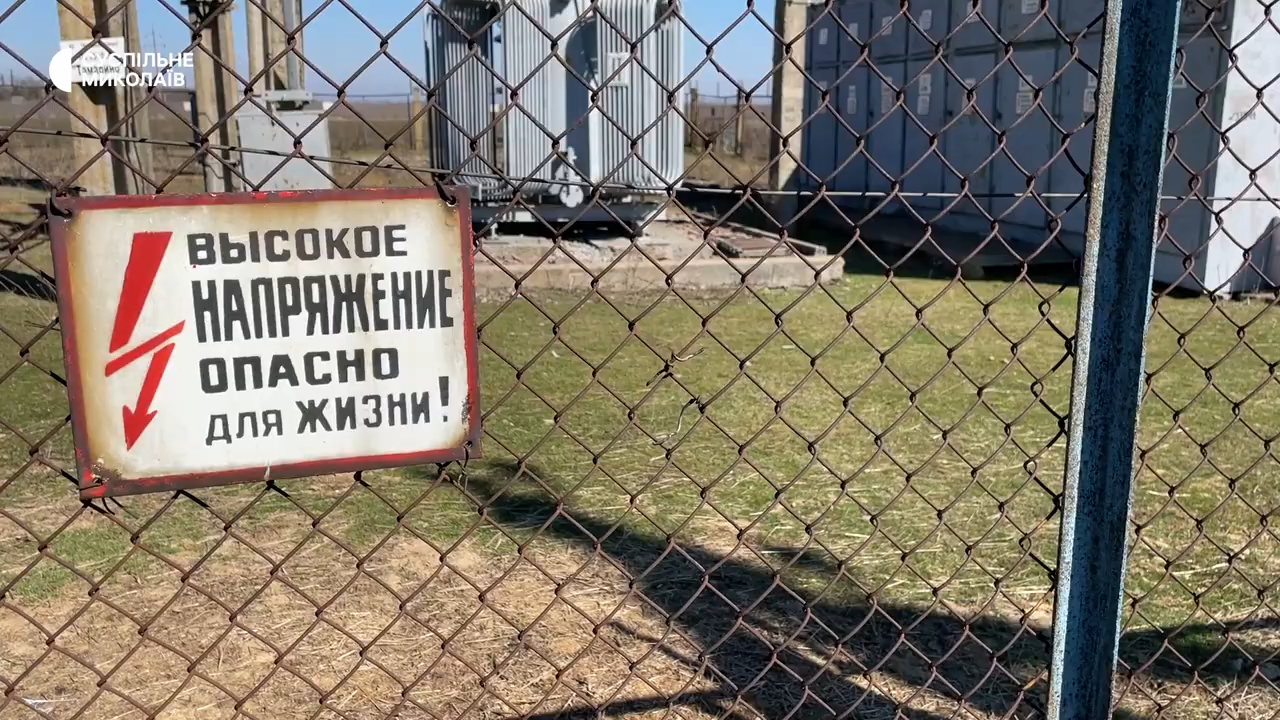 СУСПІЛЬНЕ
МИКОЛАЇВ
ВЫСОКОЕ
НАПРЯЖЕНИЕ
ОПАСНО
ДЛЯ ЖИЗНИ!